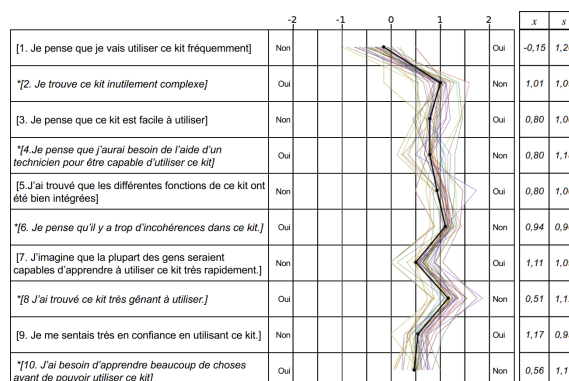 -2 -1 0 1 2 x s
[1. Je pense que je vais utiliser ce kit fréquemment] Non Oui -0,15
*[2. Je trouve ce kit inutilement complexe] Oui Non 1,01
[3. Je pense que ce kit est facile à utiliser] Non Oui 0,80
*[4.Je pense que j'aurai besoin de l'aide d'un
technicien pour être capable d'utiliser ce kit] Oui Non 0,80
[5.J'ai trouvé que les différentes fonctions de ce kit ont
été bien intégrées] Non Oui 0,80
*[6. Je pense qu'il y a trop d'incohérences dans ce kit.] Oui Non 0,94
[7. J'imagine que la plupart des gens seraient
capables d'apprendre à utiliser ce kit très rapidement.] Non Oui 1,11
*[8 J'ai trouvé ce kit très gênant à utiliser.] Oui Non 0,51
[9. Je me sentais très en confiance en utilisant ce kit.] Non Oui 1,17
*[10. J'ai besoin d'apprendre beaucoup de choses
avant de pouvoir utiliser ce kit] Oui Non 0,56